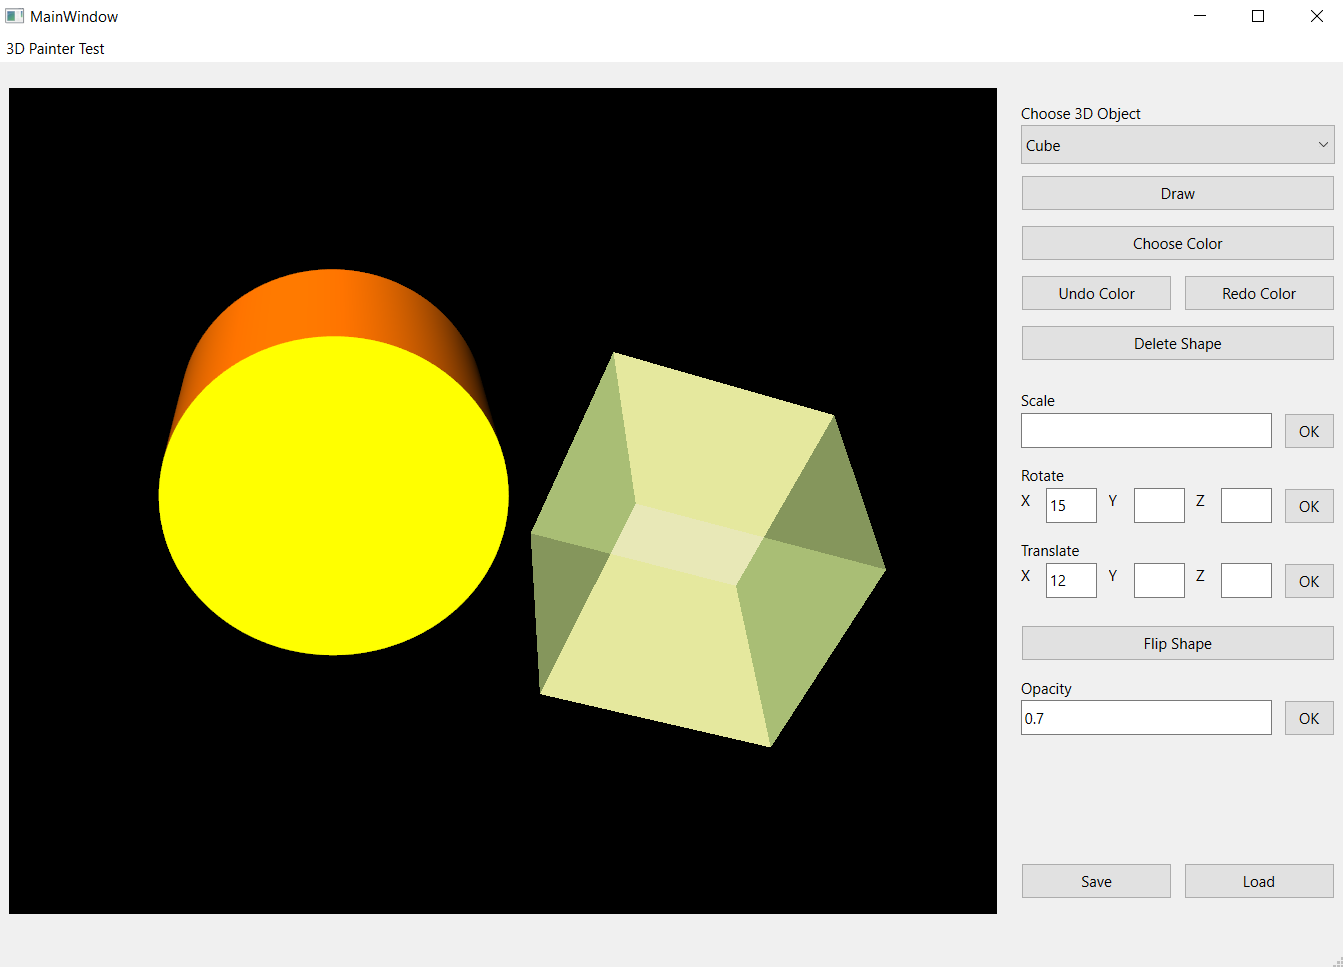 MainWindow
3D Painter Test
Choose 3D Object
Cube
Draw
Choose Color
Undo Color Redo Color
Delete Shape
Scale
OK
Rotate
X 15 Y Z OK
Translate
X 12 Y Z OK
Flip Shape
Opacity
0.7 OK
Save Load